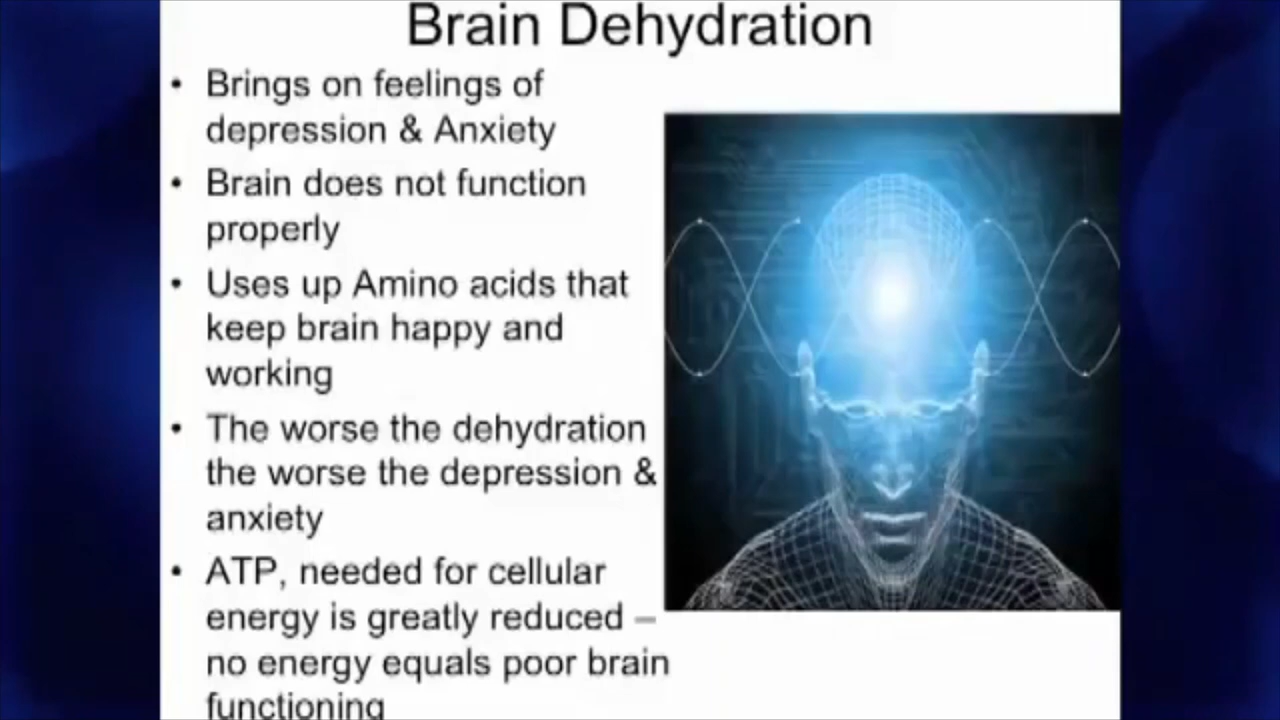 Brain Dehydration
• Brings on feelings of
depression & Anxiety
• Brain does not function
properly
• Uses up Amino acids that
keep brain happy and
working
• The worse the dehydration
the worse the depression &
anxiety
• ATP, needed for cellular
energy is greatly reduced –
no energy equals poor brain
functioning